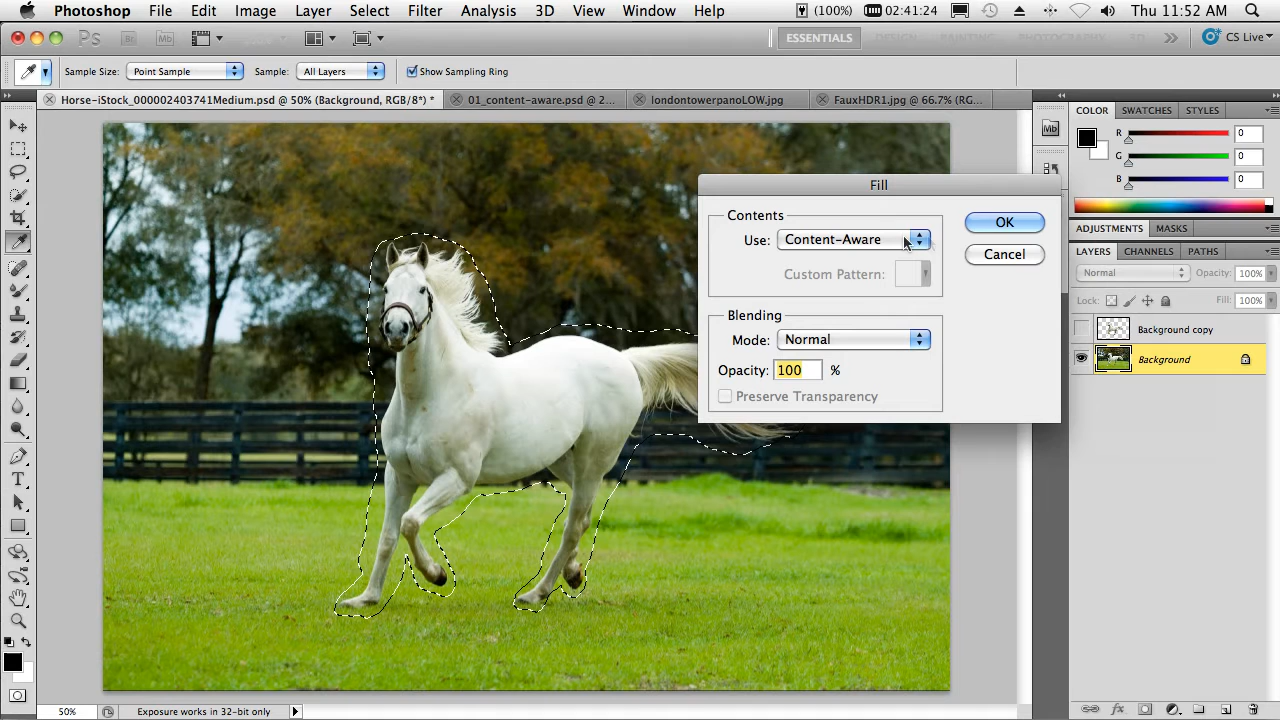 Photoshop File Edit Image Layer Select Filter Analysis 3D View Window Help (100%) 02:41:24 Thu 11:52 AM
Ps Br Mb ESSENTIALS DESIGN PAINTING PHOTOGRAPHY 3D CS Live
Sample Size: Point Sample Sample: All Layers Show Sampling Ring
Horse-iStock_000002403741Medium.psd @ 50% (Background, RGB/8*) * 01_content-aware.psd @ 2... londontowerpanoLOW.jpg FauxHDR1.jpg @ 66.7% (RG...
Mb
COLOR SWATCHES STYLES
R 0
G 0
B 0
Fill
Contents
Use: Content-Aware
Custom Pattern:
OK
Cancel
Blending
Mode: Normal
Opacity: 100 %
Preserve Transparency
ADJUSTMENTS MASKS
LAYERS CHANNELS PATHS
Normal Opacity: 100%
Lock: Fill: 100%
Background copy
Background
T
fx
50% Exposure works in 32-bit only